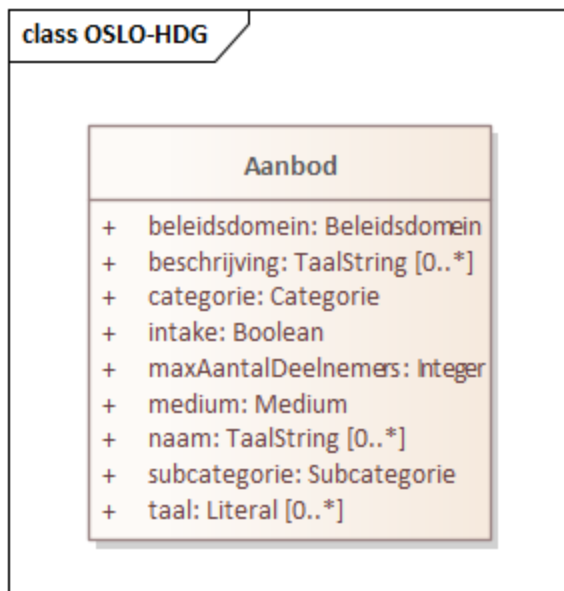 class OSLO-HDG
Aanbod
+ beleidsdomein: Beleidsdomein
+ beschrijving: TaalString [0..*]
+ categorie: Categorie
+ intake: Boolean
+ maxAantalDeelnemers: Integer
+ medium: Medium
+ naam: TaalString [0..*]
+ subcategorie: Subcategorie
+ taal: Literal [0..*]